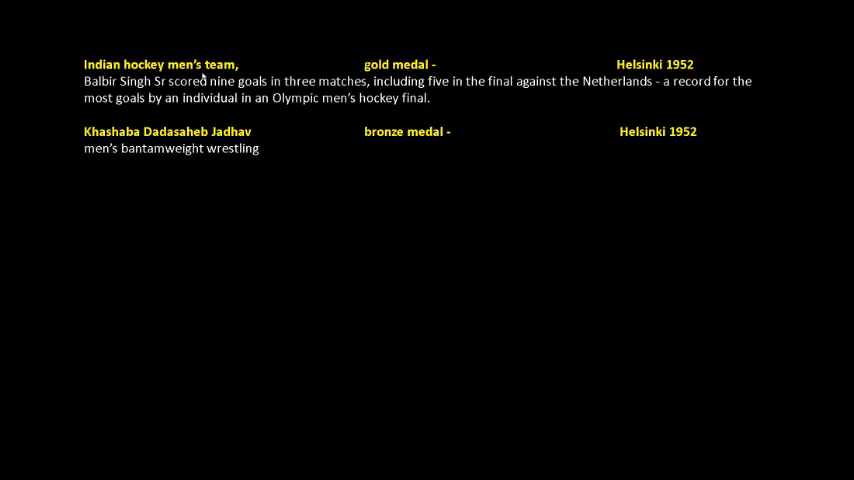 Indian hockey men's team, gold medal - Helsinki 1952
Balbir Singh Sr scored nine goals in three matches, including five in the final against the Netherlands - a record for the
most goals by an individual in an Olympic men's hockey final.
Khashaba Dadasaheb Jadhav bronze medal - Helsinki 1952
men's bantamweight wrestling